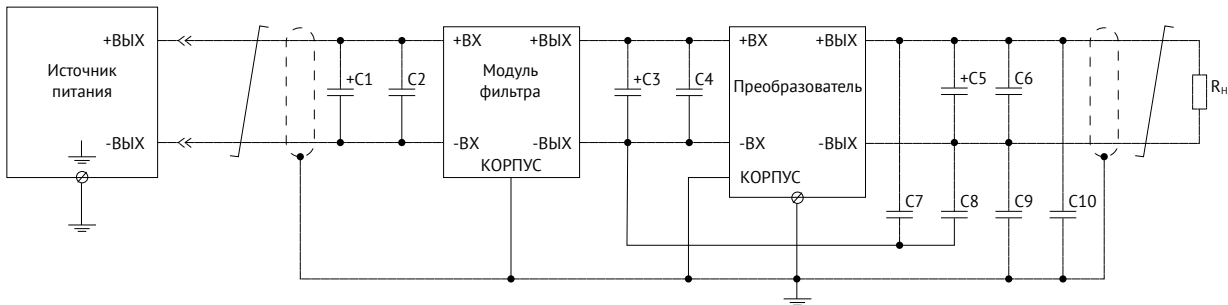 Источник
питания
+ВЫХ
-ВЫХ
+C1
C2
+ВХ
+ВЫХ
Модуль
фильтра
-ВХ
-ВЫХ
КОРПУС
+C3
C4
+ВХ
+ВЫХ
Преобразователь
-ВХ
-ВЫХ
КОРПУС
+C5
C6
C7
C8
C9
C10
RН